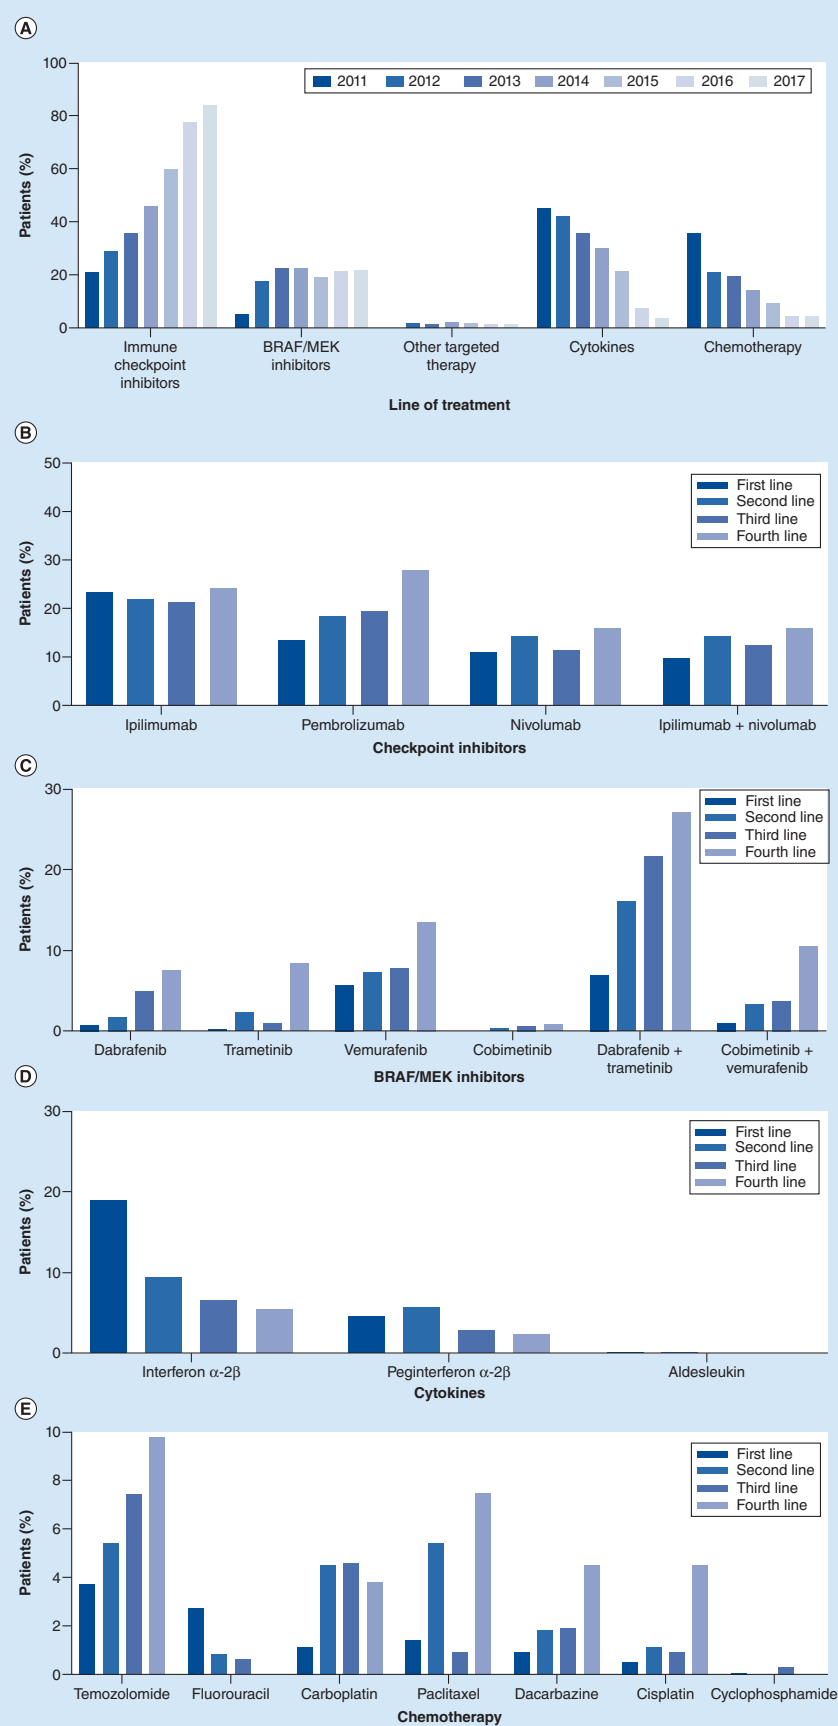 A
100
80
60
40
20
0
Patients (%)
2011 2012 2013 2014 2015 2016 2017
Immune checkpoint inhibitors
BRAF/MEK inhibitors
Other targeted therapy
Cytokines
Chemotherapy
Line of treatment
B
50
40
30
20
10
0
Patients (%)
First line
Second line
Third line
Fourth line
Ipilimumab Pembrolizumab Nivolumab Ipilimumab + nivolumab
Checkpoint inhibitors
C
30
20
10
0
Patients (%)
First line
Second line
Third line
Fourth line
Dabrafenib Trametinib Vemurafenib Cobimetinib Dabrafenib + trametinib Cobimetinib + vemurafenib
BRAF/MEK inhibitors
D
30
20
10
0
Patients (%)
First line
Second line
Third line
Fourth line
Interferon α-2β Peginterferon α-2β Aldesleukin
Cytokines
E
10
8
6
4
2
0
Patients (%)
First line
Second line
Third line
Fourth line
Temozolomide Fluorouracil Carboplatin Paclitaxel Dacarbazine Cisplatin Cyclophosphamide
Chemotherapy